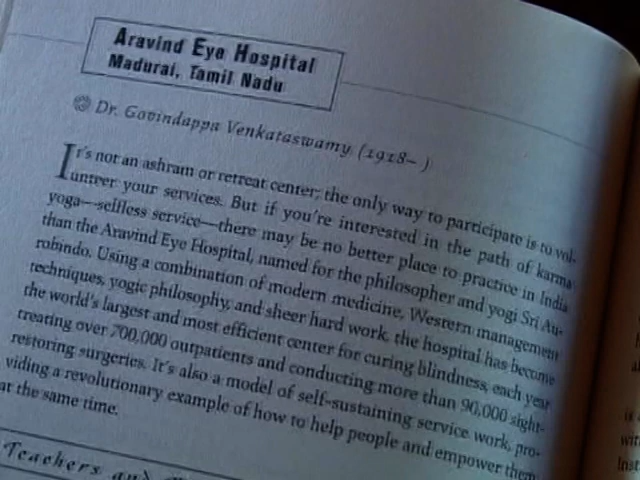 Aravind Eye Hospital
Madurai, Tamil Nadu
Dr. Govindappa Venkataswamy (1918– )
It's not an ashram or retreat center; the only way to participate is to vol-
unteer your services. But if you're interested in the path of karma
yoga—selfless service—there may be no better place to practice in India
than the Aravind Eye Hospital, named for the philosopher and yogi Sri Au-
robindo. Using a combination of modern medicine, Western management
techniques, yogic philosophy, and sheer hard work, the hospital has become
the world's largest and most efficient center for curing blindness, each year
treating over 700,000 outpatients and conducting more than 90,000 sight-
restoring surgeries. It's also a model of self-sustaining service work, pro-
viding a revolutionary example of how to help people and empower them
at the same time.
Teachers and